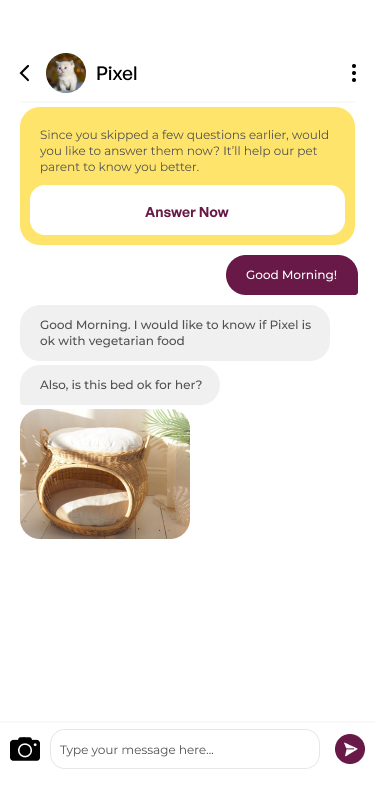 Pixel
Since you skipped a few questions earlier, would
you like to answer them now? It'll help our pet
parent to know you better.
Answer Now
Good Morning!
Good Morning. I would like to know if Pixel is
ok with vegetarian food
Also, is this bed ok for her?
Type your message here...